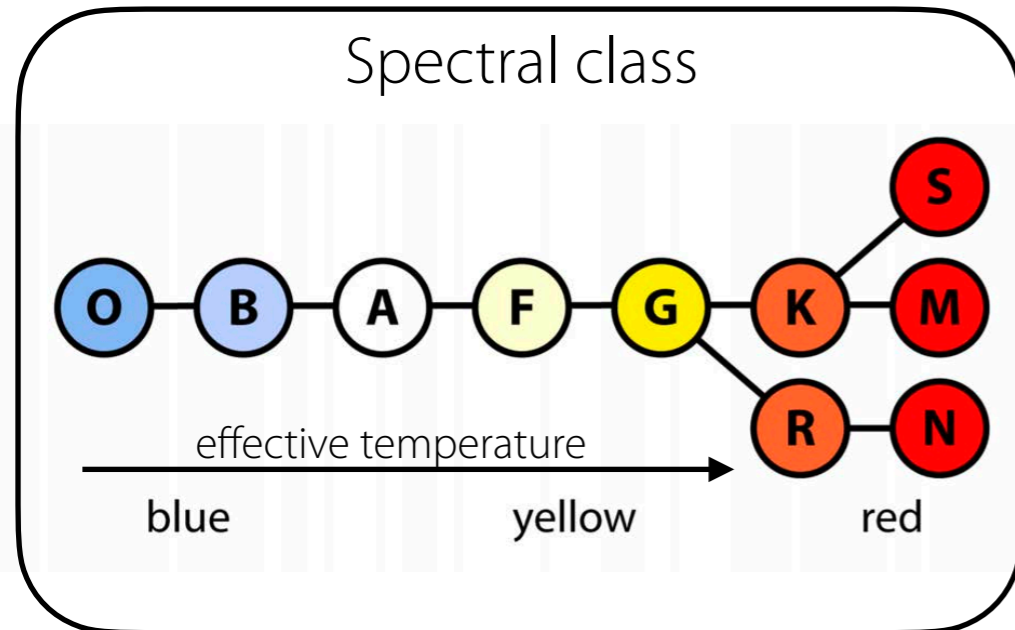 Spectral class
S
O B A F G K M
R N
effective temperature
blue yellow red